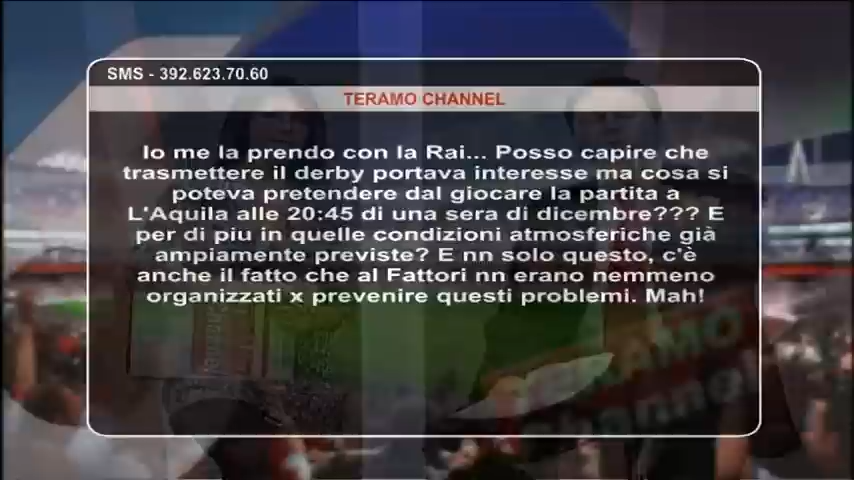 SMS - 392.623.70.60
TERAMO CHANNEL
Io me la prendo con la Rai... Posso capire che
trasmettere il derby portava interesse ma cosa si
poteva pretendere dal giocare la partita a
L'Aquila alle 20:45 di una sera di dicembre??? E
per di piu in quelle condizioni atmosferiche già
ampiamente previste? E nn solo questo, c'è
anche il fatto che al Fattori nn erano nemmeno
organizzati x prevenire questi problemi. Mah!
TERAMO
Channel